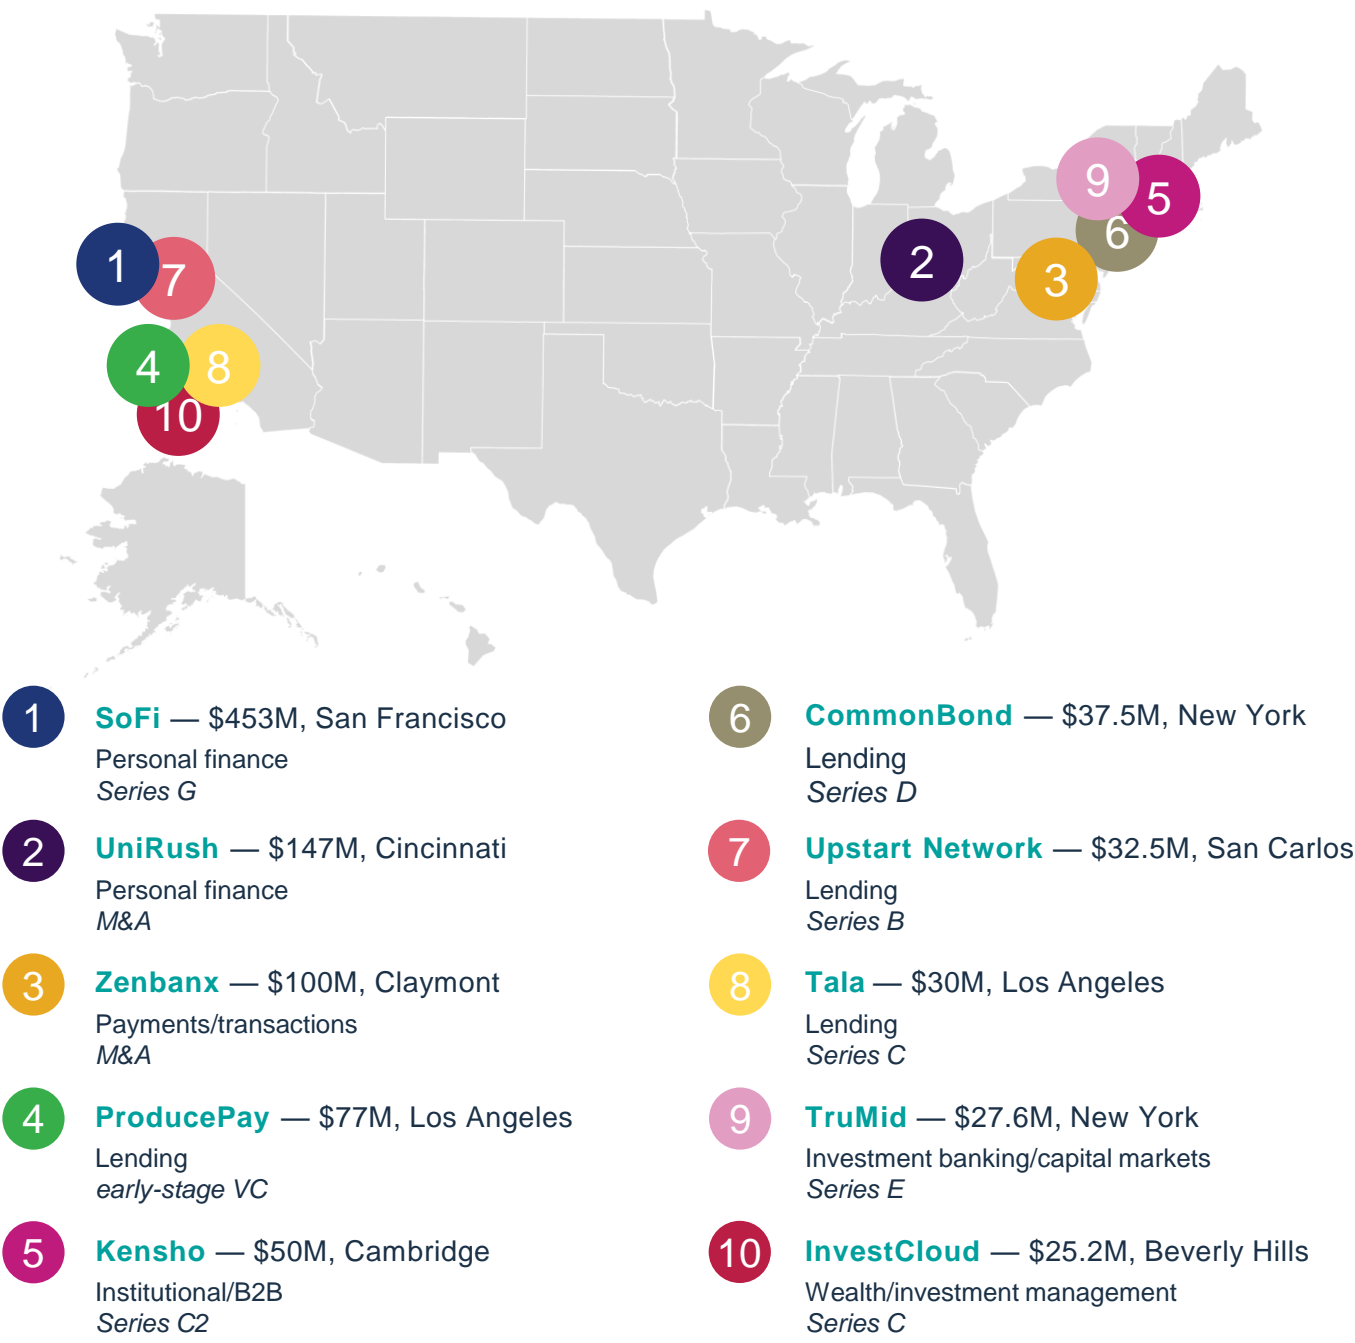 9
5
6
2
3
1
7
4
8
10
1
SoFi — $453M, San Francisco
Personal finance
Series G
2
UniRush — $147M, Cincinnati
Personal finance
M&A
3
Zenbanx — $100M, Claymont
Payments/transactions
M&A
4
ProducePay — $77M, Los Angeles
Lending
early-stage VC
5
Kensho — $50M, Cambridge
Institutional/B2B
Series C2
6
CommonBond — $37.5M, New York
Lending
Series D
7
Upstart Network — $32.5M, San Carlos
Lending
Series B
8
Tala — $30M, Los Angeles
Lending
Series C
9
TruMid — $27.6M, New York
Investment banking/capital markets
Series E
10
InvestCloud — $25.2M, Beverly Hills
Wealth/investment management
Series C